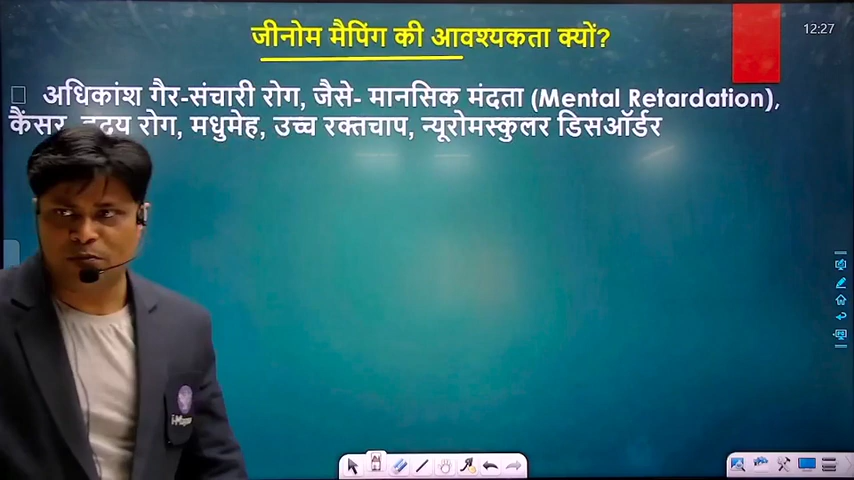 जीनोम मैपिंग की आवश्यकता क्यों?
12:27
अधिकांश गैर-संचारी रोग, जैसे- मानसिक मंदता (Mental Retardation),
कैंसर, हृदय रोग, मधुमेह, उच्च रक्तचाप, न्यूरोमस्कुलर डिसऑर्डर